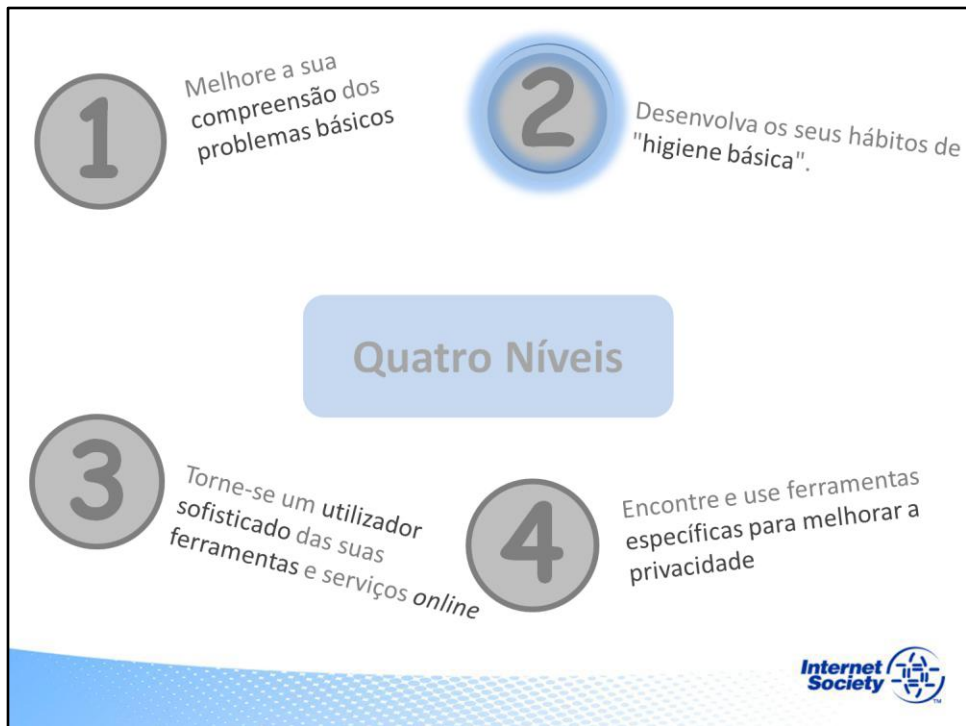 1
Melhore a sua
compreensão dos
problemas básicos
2
Desenvolva os seus hábitos de
"higiene básica".
Quatro Níveis
3
Torne-se um utilizador
sofisticado das suas
ferramentas e serviços online
4
Encontre e use ferramentas
específicas para melhorar a
privacidade
Internet
Society
TM